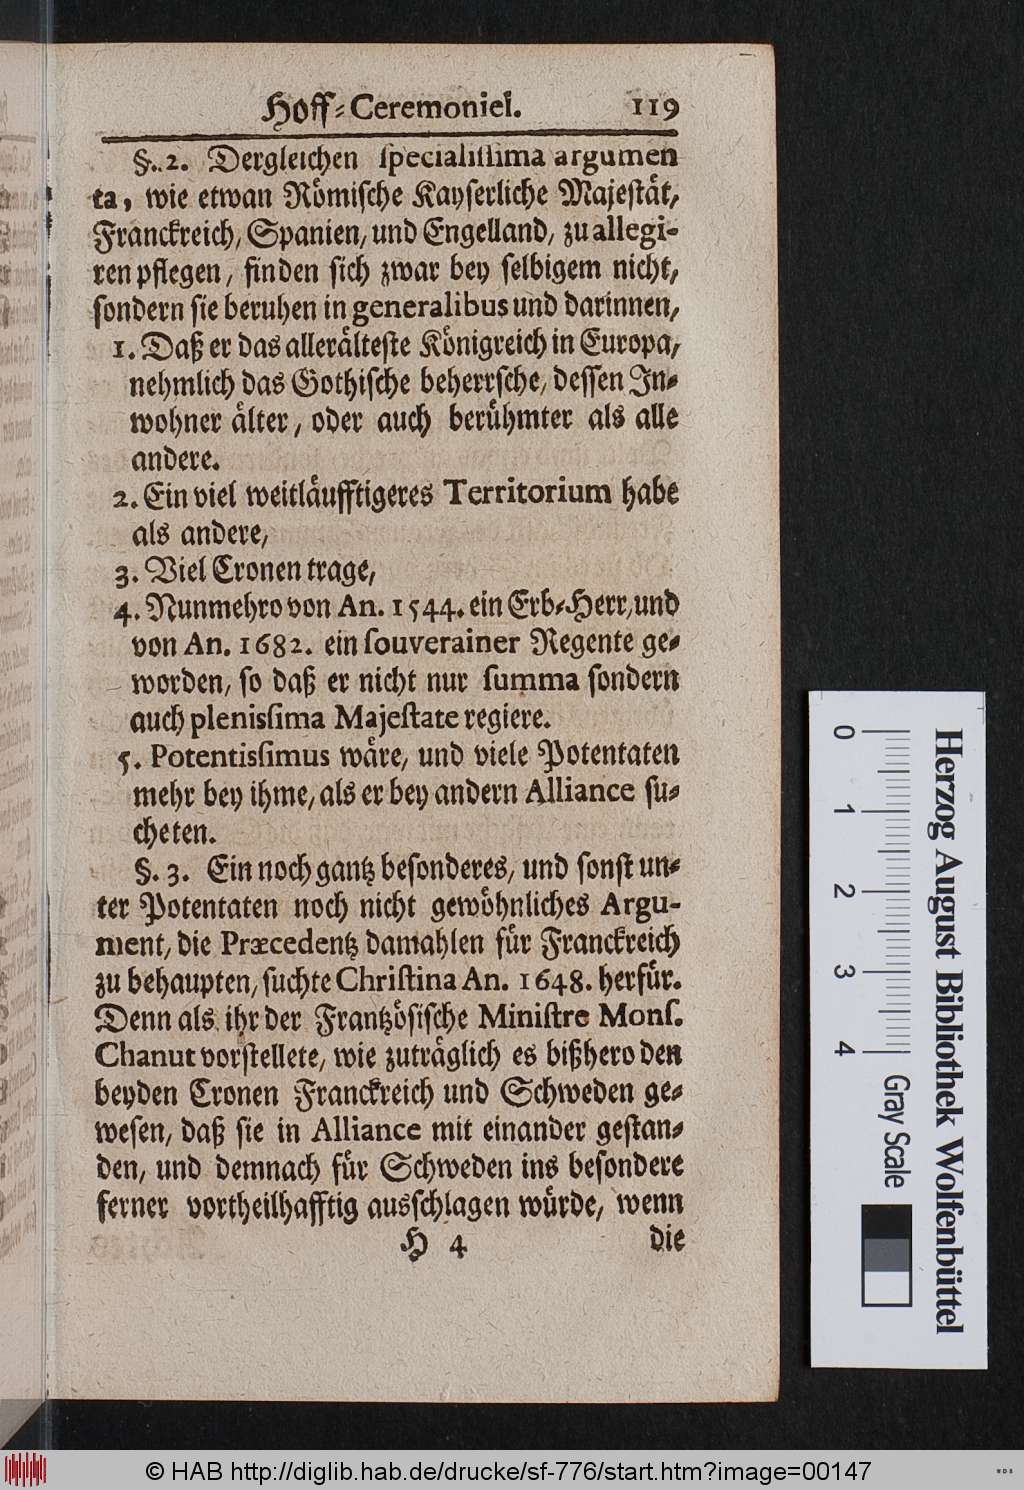 Hoff-Ceremoniel. 119
§. 2. Dergleichen specialissima argumen
ta, wie etwan Römische Kayserliche Majestät,
Franckreich, Spanien, und Engelland, zu allegi-
ren pflegen, finden sich zwar bey selbigem nicht,
sondern sie beruhen in generalibus und darinnen,
1. Daß er das allerälteste Königreich in Europa,
nehmlich das Gothische beherrsche, dessen In-
wohner älter, oder auch berühmter als alle
andere.
2. Ein viel weitläufftigeres Territorium habe
als andere,
3. Viel Cronen trage,
4. Nunmehro von An. 1544. ein Erb-Herr, und
von An. 1682. ein souverainer Regente ge-
worden, so daß er nicht nur summa sondern
auch plenissima Majestate regiere.
5. Potentissimus wäre, und viele Potentaten
mehr bey ihme, als er bey andern Alliance su-
cheten.
§. 3. Ein noch gantz besonderes, und sonst un-
ter Potentaten noch nicht gewöhnliches Argu-
ment, die Præcedentz damahlen für Franckreich
zu behaupten, suchte Christina An. 1648. herfür.
Denn als ihr der Frantzösische Ministre Mons.
Chanut vorstellete, wie zuträglich es bißhero den
beyden Cronen Franckreich und Schweden ge-
wesen, daß sie in Alliance mit einander gestan-
den, und demnach für Schweden ins besondere
ferner vortheilhafftig ausschlagen würde, wenn
H 4 die
0 1 2 3 4 Gray Scale
Herzog August Bibliothek Wolfenbüttel
© HAB http://diglib.hab.de/drucke/sf-776/start.htm?image=00147